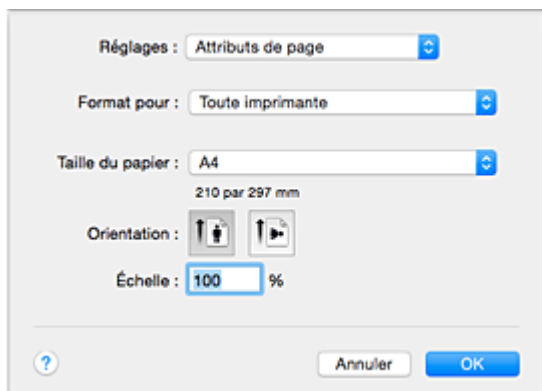 Réglages : Attributs de page
Format pour : Toute imprimante
Taille du papier : A4
210 par 297 mm
Orientation :
Échelle : 100 %
? Annuler OK